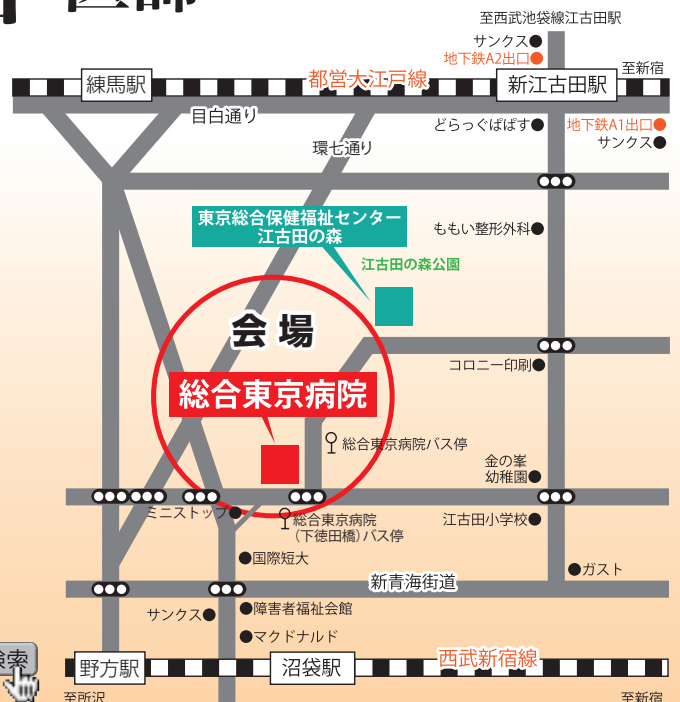 至西武池袋線江古田駅
サンクス
地下鉄A2出口
都営大江戸線
至新宿
練馬駅
新江古田駅
目白通り
どらっぐぱぱす
地下鉄A1出口
環七通り
サンクス
東京総合保健福祉センター
江古田の森
ももい整形外科
江古田の森公園
会場
コロニー印刷
総合東京病院
総合東京病院バス停
金の峯
幼稚園
ミニストップ
総合東京病院
(下徳田橋)バス停
江古田小学校
国際短大
ガスト
新青海街道
サンクス
障害者福祉会館
マクドナルド
検索
野方駅
沼袋駅
西武新宿線
至所沢
至新宿